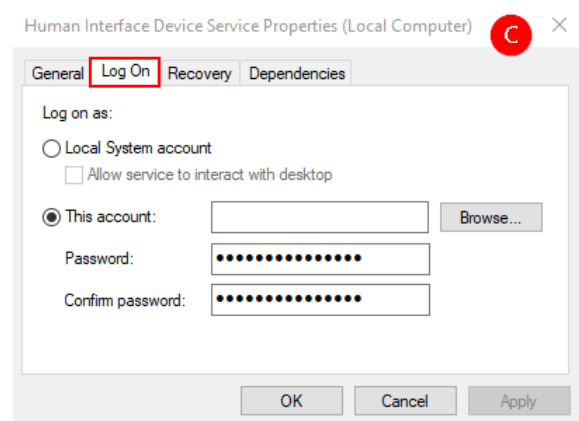 Human Interface Device Service Properties (Local Computer)
C
General Log On Recovery Dependencies
Log on as:
Local System account
Allow service to interact with desktop
This account:
Browse...
Password: ●●●●●●●●●●●●●●●
Confirm password: ●●●●●●●●●●●●●●●
OK Cancel Apply